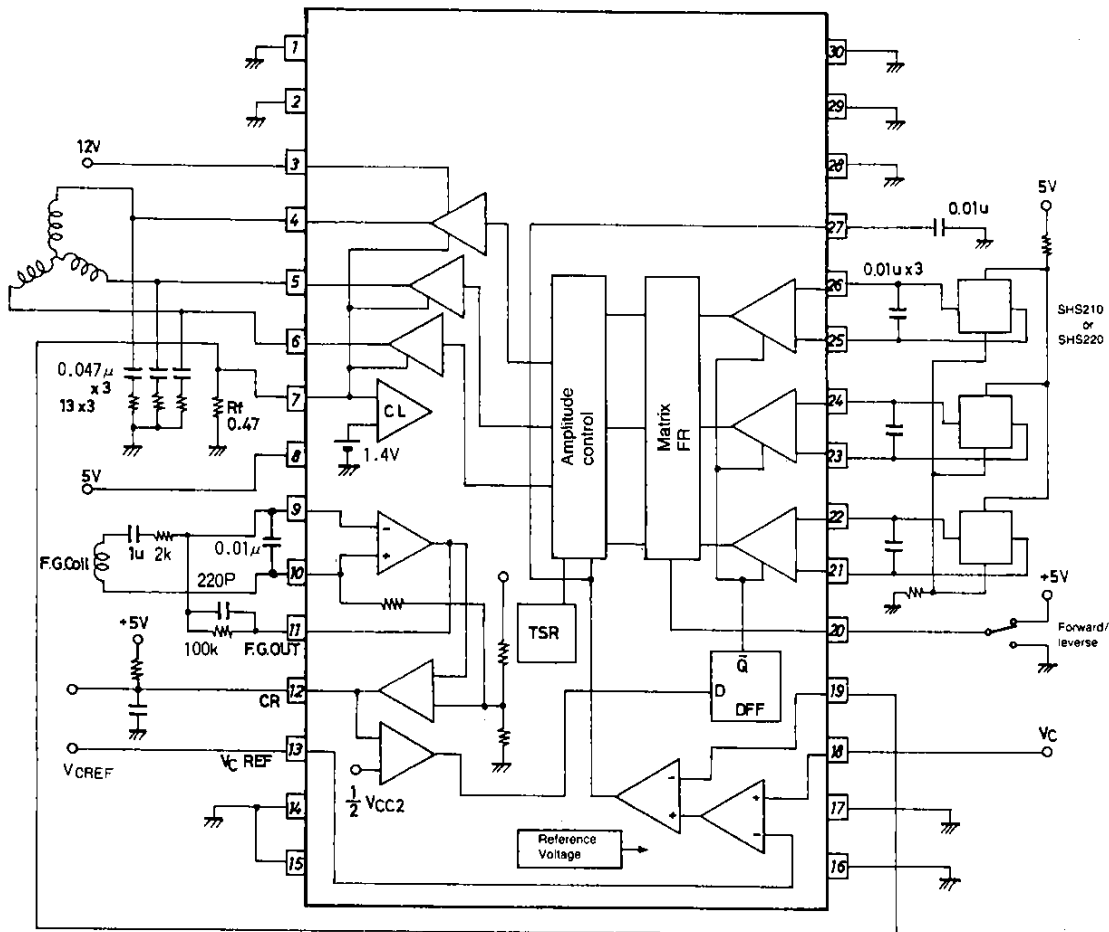 1
30
2
29
12V
3
28
5V
4
27
0.01u
5
26
0.01u x3
SHS210
or
SHS220
6
25
0.047μ
x 3
13 x3
Rf
0.47
7
CL
Amplitude
control
Matrix
FR
24
1.4V
8
23
5V
9
22
F.G.Coil
1u
2k
0.01μ
-
+
10
21
220P
+5V
11
TSR
20
Forward/
leverse
100k
F.G.OUT
+5V
Q
D
DFF
12
CR
19
13
VC REF
VCREF
18
VC
1/2 VCC2
-
+
+
-
14
17
Reference
Voltage
15
16